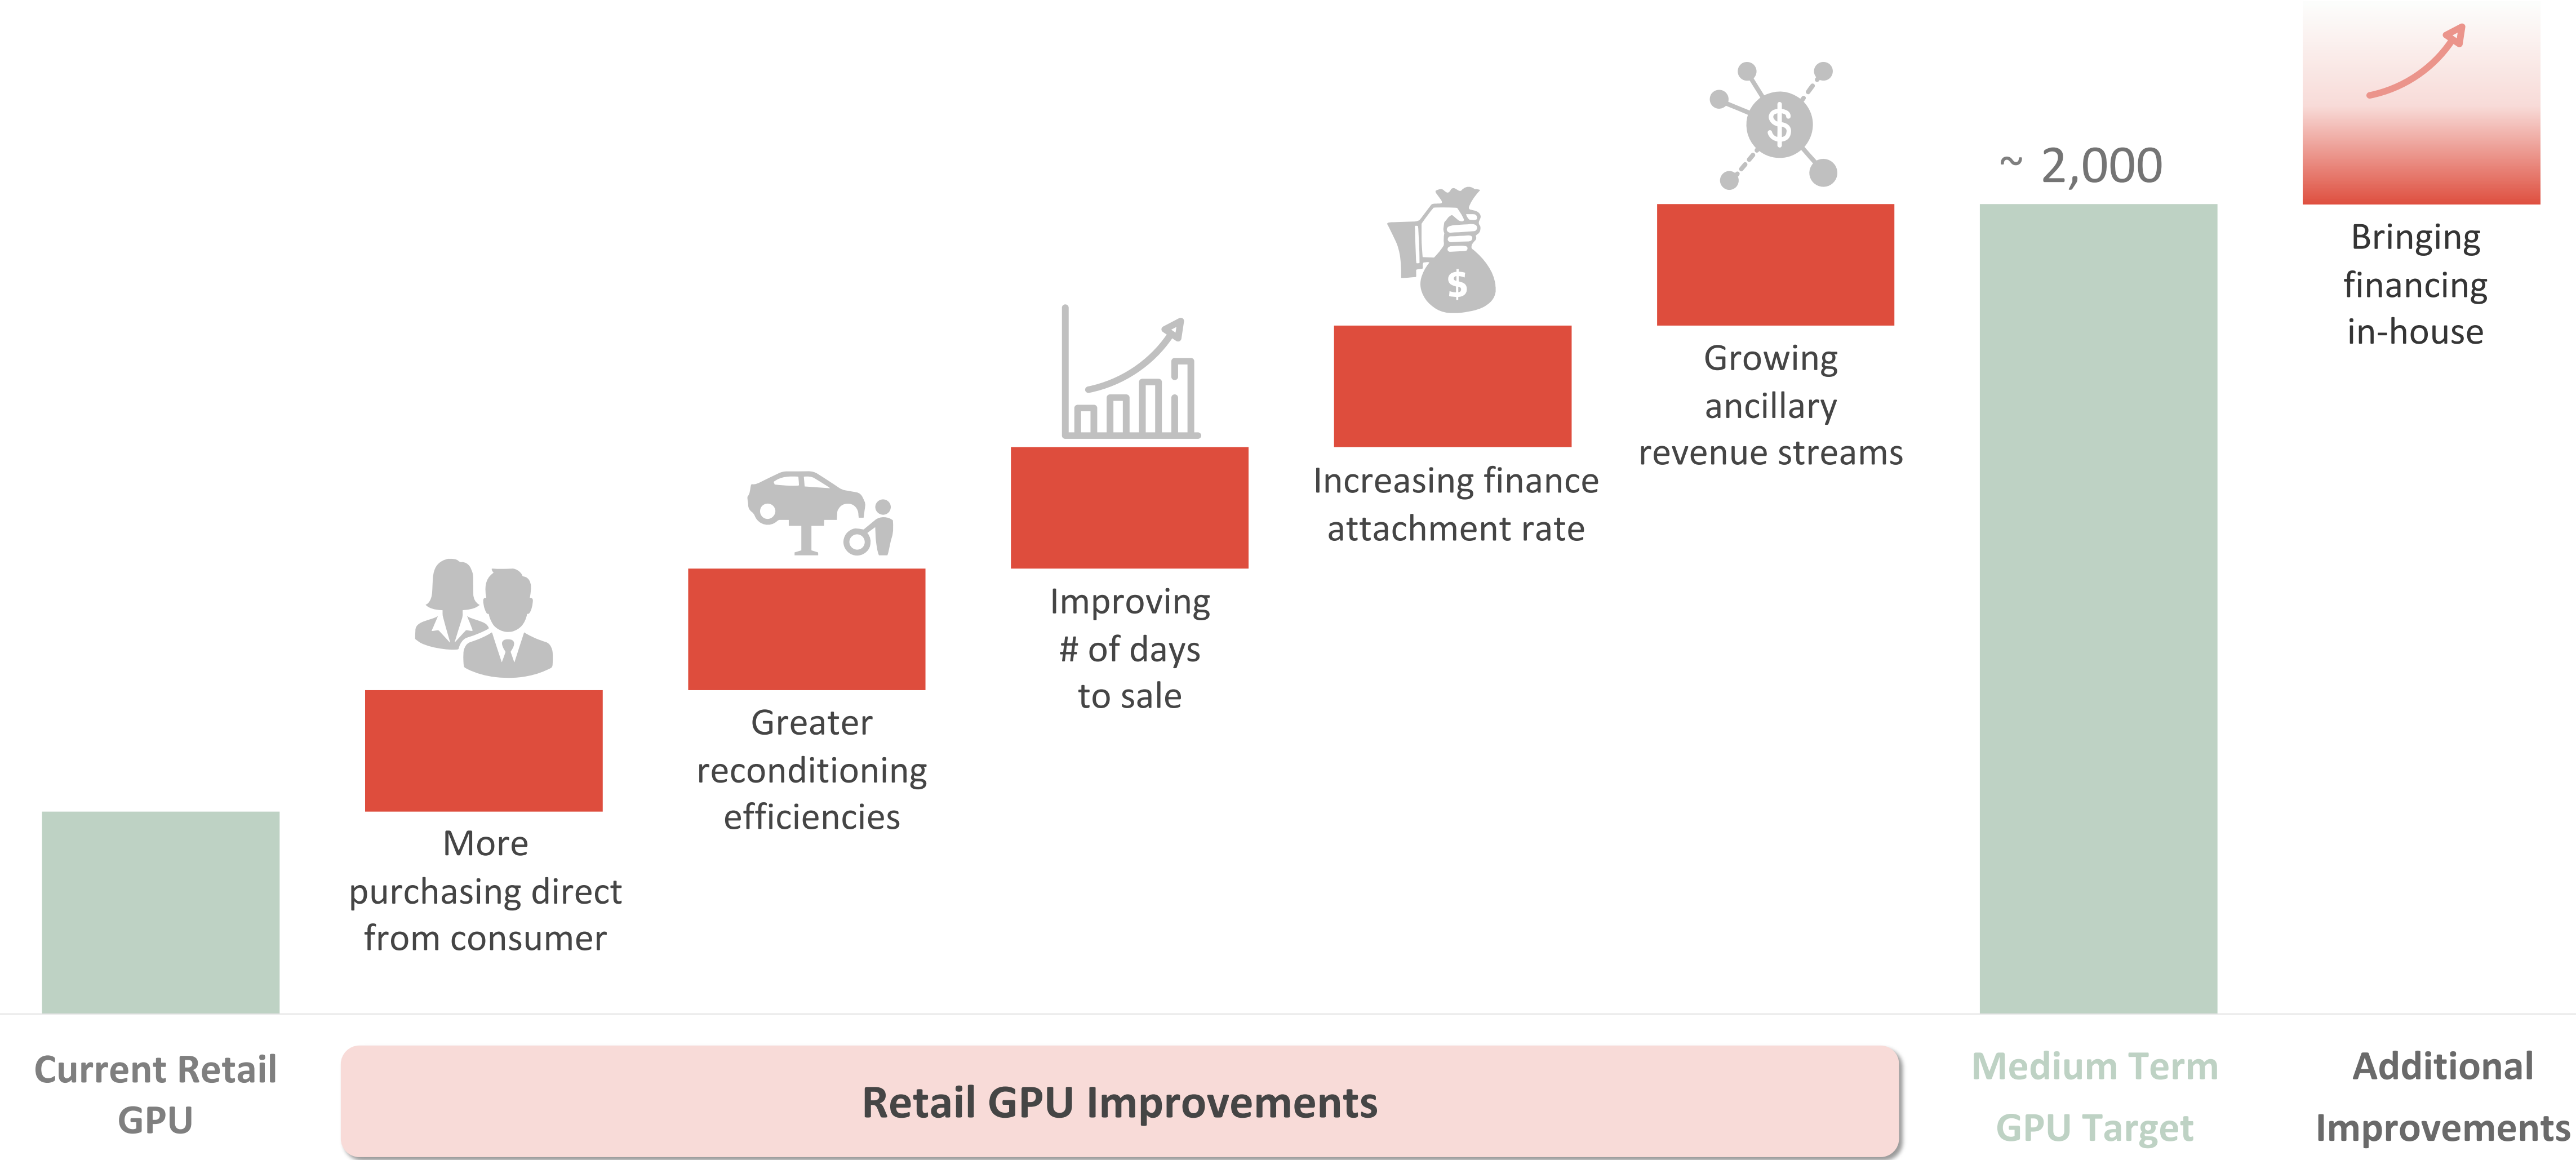 ~ 2,000
$
$
Bringing
financing
in-house
Growing
ancillary
revenue streams
Increasing finance
attachment rate
Improving
# of days
to sale
Greater
reconditioning
efficiencies
More
purchasing direct
from consumer
Current Retail
GPU
Retail GPU Improvements
Medium Term
GPU Target
Additional
Improvements